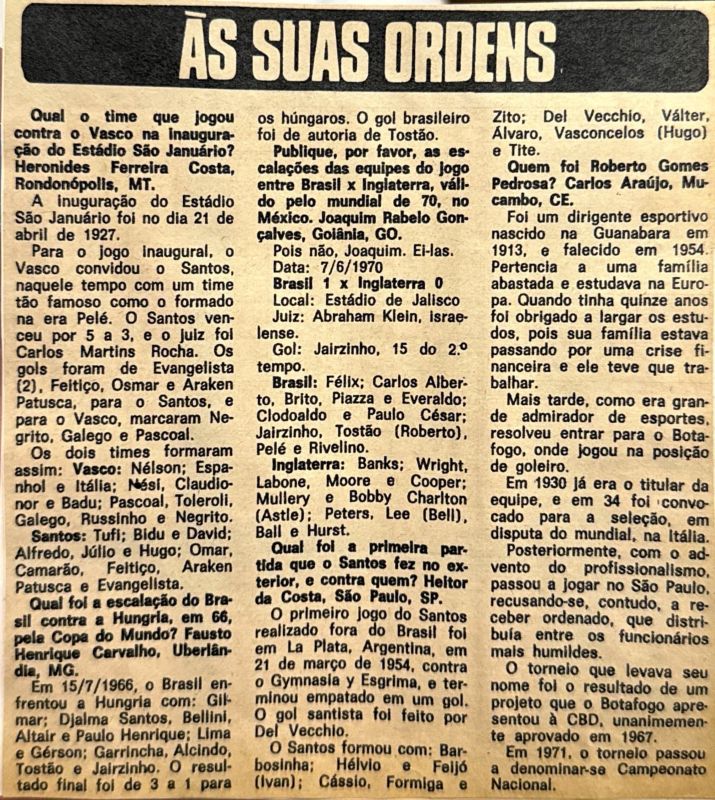 ÀS SUAS ORDENS
Qual o time que jogou
contra o Vasco na inaugura-
ção do Estádio São Januário?
Heronides Ferreira Costa,
Rondonópolis, MT.
A inuguração do Estádio
São Januário foi no dia 21 de
abril de 1927.
Para o jogo inaugural, o
Vasco convidou o Santos,
naquele tempo com um time
tão famoso como o formado
na era Pelé. O Santos ven-
ceu por 5 a 3, e o juiz foi
Carlos Martins Rocha. Os
gols foram de Evangelista
(2), Feitiço, Osmar e Araken
Patusca, para o Santos, e
para o Vasco, marcaram Ne-
grito, Galego e Pascoal.
Os dois times formaram
assim: Vasco: Nélson; Espa-
nhol e Itália; Nési, Claudio-
nor e Badu; Pascoal, Toleroli,
Galego, Russinho e Negrito.
Santos: Tufi; Bidu e David;
Alfredo, Júlio e Hugo; Omar,
Camarão, Feitiço, Araken
Patusca e Evangelista.
Qual foi a escalação do Bra-
sil contra a Hungria, em 66,
pela Copa do Mundo? Fausto
Henrique Carvalho, Uberlân-
dia, MG.
Em 15/7/1966, o Brasil en-
frentou a Hungria com: Gil-
mar; Djalma Santos, Bellini,
Altair e Paulo Henrique; Lima
e Gérson; Garrincha, Alcindo,
Tostão e Jairzinho. O resul-
tado final foi de 3 a 1 para
os húngaros. O gol brasileiro
foi de autoria de Tostão.
Publique, por favor, as es-
calações das equipes do jogo
entre Brasil x Inglaterra, váli-
do pelo mundial de 70, no
México. Joaquim Rabelo Gon-
çalves, Goiânia, GO.
Pois não, Joaquim. Ei-las.
Data: 7/6/1970
Brasil 1 x Inglaterra 0
Local: Estádio de Jalisco
Juiz: Abraham Klein, israe-
lense.
Gol: Jairzinho, 15 do 2.º
tempo.
Brasil: Félix; Carlos Alber-
to, Brito, Piazza e Everaldo;
Clodoaldo e Paulo César;
Jairzinho, Tostão (Roberto),
Pelé e Rivelino.
Inglaterra: Banks; Wright,
Labone, Moore e Cooper;
Mullery e Bobby Charlton
(Astle); Peters, Lee (Bell),
Ball e Hurst.
Qual foi a primeira par-
tida que o Santos fez no ex-
terior, e contra quem? Heitor
da Costa, São Paulo, SP.
O primeiro jogo do Santos
realizado fora do Brasil foi
em La Plata, Argentina, em
21 de março de 1954, contra
o Gymnasia y Esgrima, e ter-
minou empatado em um gol.
O gol santista foi feito por
Del Vecchio.
O Santos formou com: Bar-
bosinha; Hélvio e Feijó
(Ivan); Cássio, Formiga e
Zito; Del Vecchio, Válter,
Álvaro, Vasconcelos (Hugo)
e Tite.
Quem foi Roberto Gomes
Pedrosa? Carlos Araújo, Mu-
cambo, CE.
Foi um dirigente esportivo
nascido na Guanabara em
1913, e falecido em 1954.
Pertencia a uma família
abastada e estudava na Euro-
pa. Quando tinha quinze anos
foi obrigado a largar os estu-
dos, pois sua família estava
passando por uma crise fi-
nanceira e ele teve que tra-
balhar.
Mais tarde, como era gran-
de admirador de esportes,
resolveu entrar para o Bota-
fogo, onde jogou na posição
de goleiro.
Em 1930 já era o titular da
equipe, e em 34 foi convo-
cado para a seleção, em
disputa do mundial, na Itália.
Posteriormente, com o ad-
vento do profissionalismo,
passou a jogar no São Paulo,
recusando-se, contudo, a re-
ceber ordenado, que distri-
buía entre os funcionários
mais humildes.
O torneio que levava seu
nome foi o resultado de um
projeto que o Botafogo apre-
sentou à CBD, unanimemen-
te aprovado em 1967.
Em 1971, o torneio passou
a denominar-se Campeonato
Nacional.